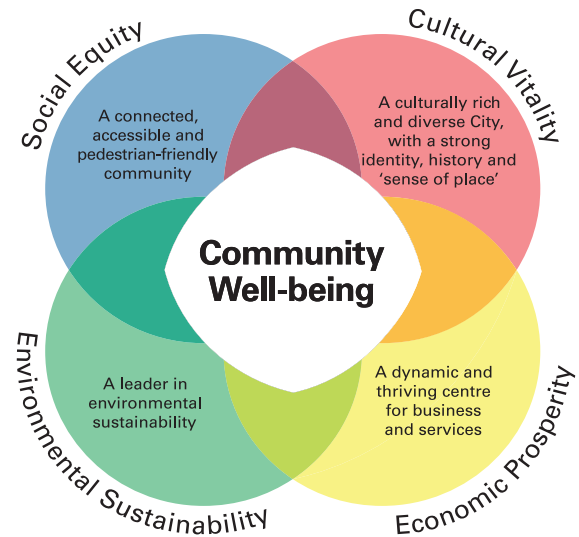 Social Equity
Cultural Vitality
A connected,
accessible and
pedestrian-friendly
community
A culturally rich
and diverse City,
with a strong
identity, history and
‘sense of place’
Community
Well-being
A leader in
environmental
sustainability
A dynamic and
thriving centre
for business
and services
Environmental Sustainability
Economic Prosperity